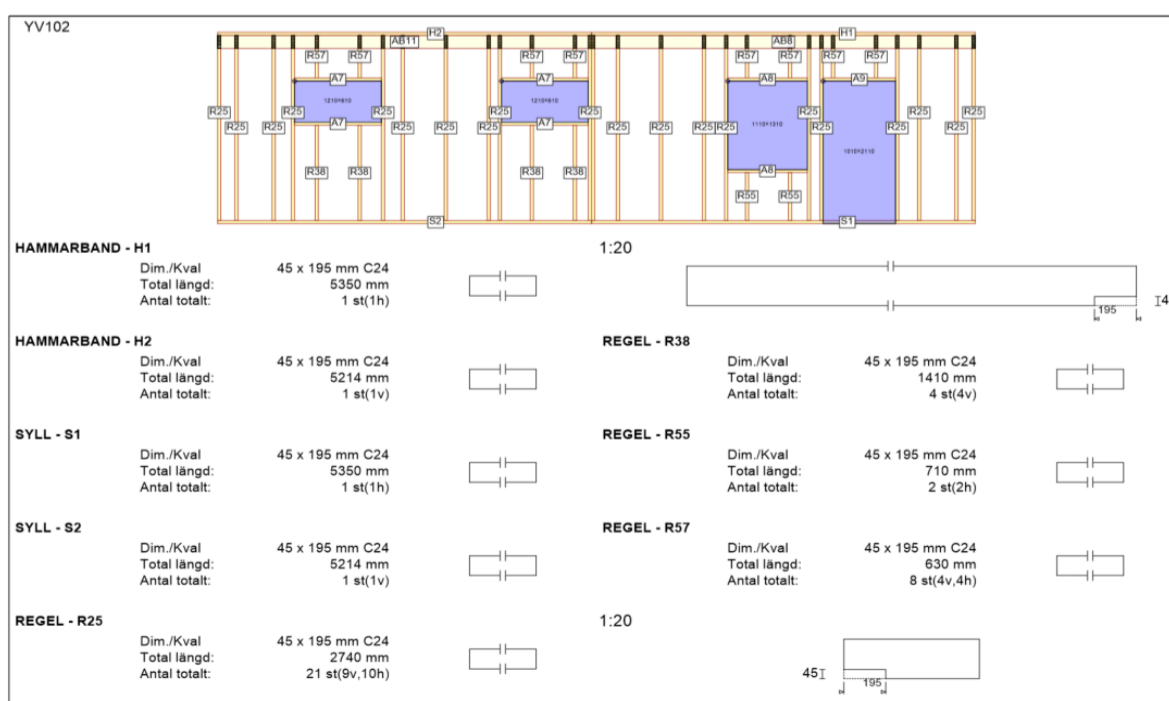 YV102
H2
H1
AB11
AB8
R57 R57 R57 R57 R57 R57 R57 R57
A7 A7 A8 A9
1210×610 1210×610 1110×1310 1010×2110
R25 R25 R25 R25 R25 R25 R25 R25 R25
R25 R25 R25 R25 R25 R25 R25 R25 R25 R25 R25
A7 A7
R38 R38 R38 R38
A8
R55 R55
S2 S1
HAMMARBAND - H1
Dim./Kval 45 x 195 mm C24
Total längd: 5350 mm
Antal totalt: 1 st(1h)
1:20
195
4
HAMMARBAND - H2
Dim./Kval 45 x 195 mm C24
Total längd: 5214 mm
Antal totalt: 1 st(1v)
REGEL - R38
Dim./Kval 45 x 195 mm C24
Total längd: 1410 mm
Antal totalt: 4 st(4v)
SYLL - S1
Dim./Kval 45 x 195 mm C24
Total längd: 5350 mm
Antal totalt: 1 st(1h)
REGEL - R55
Dim./Kval 45 x 195 mm C24
Total längd: 710 mm
Antal totalt: 2 st(2h)
SYLL - S2
Dim./Kval 45 x 195 mm C24
Total längd: 5214 mm
Antal totalt: 1 st(1v)
REGEL - R57
Dim./Kval 45 x 195 mm C24
Total längd: 630 mm
Antal totalt: 8 st(4v,4h)
REGEL - R25
Dim./Kval 45 x 195 mm C24
Total längd: 2740 mm
Antal totalt: 21 st(9v,10h)
1:20
45
195